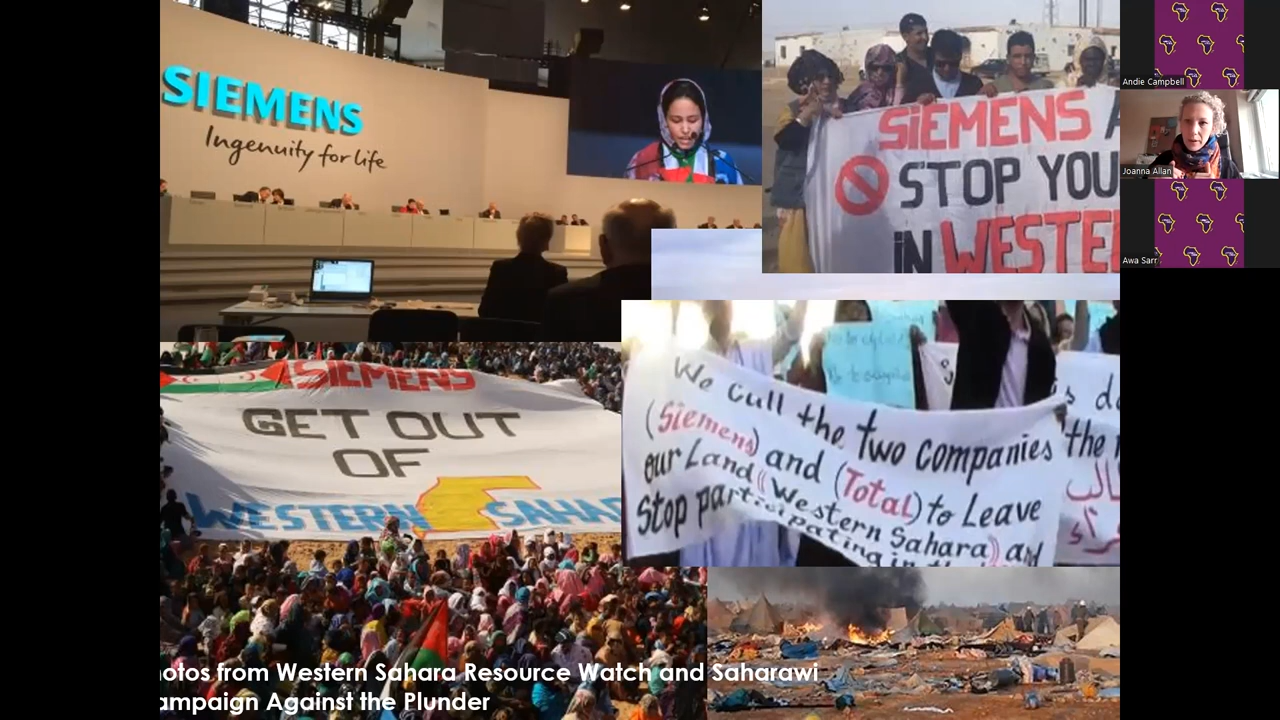 SIEMENS
Ingenuity for life
SIEMENS A
STOP YOU
IN WESTE
Andie Campbell
Joanna Allan
Awa Sarr
SIEMENS
GET OUT
OF
WESTERN SAHAR
We call the two companies
(Siemens) and (Total) to Leave
our Land (Western Sahara) and
Stop participating in
the
hotos from Western Sahara Resource Watch and Saharawi
ampaign Against the Plunder